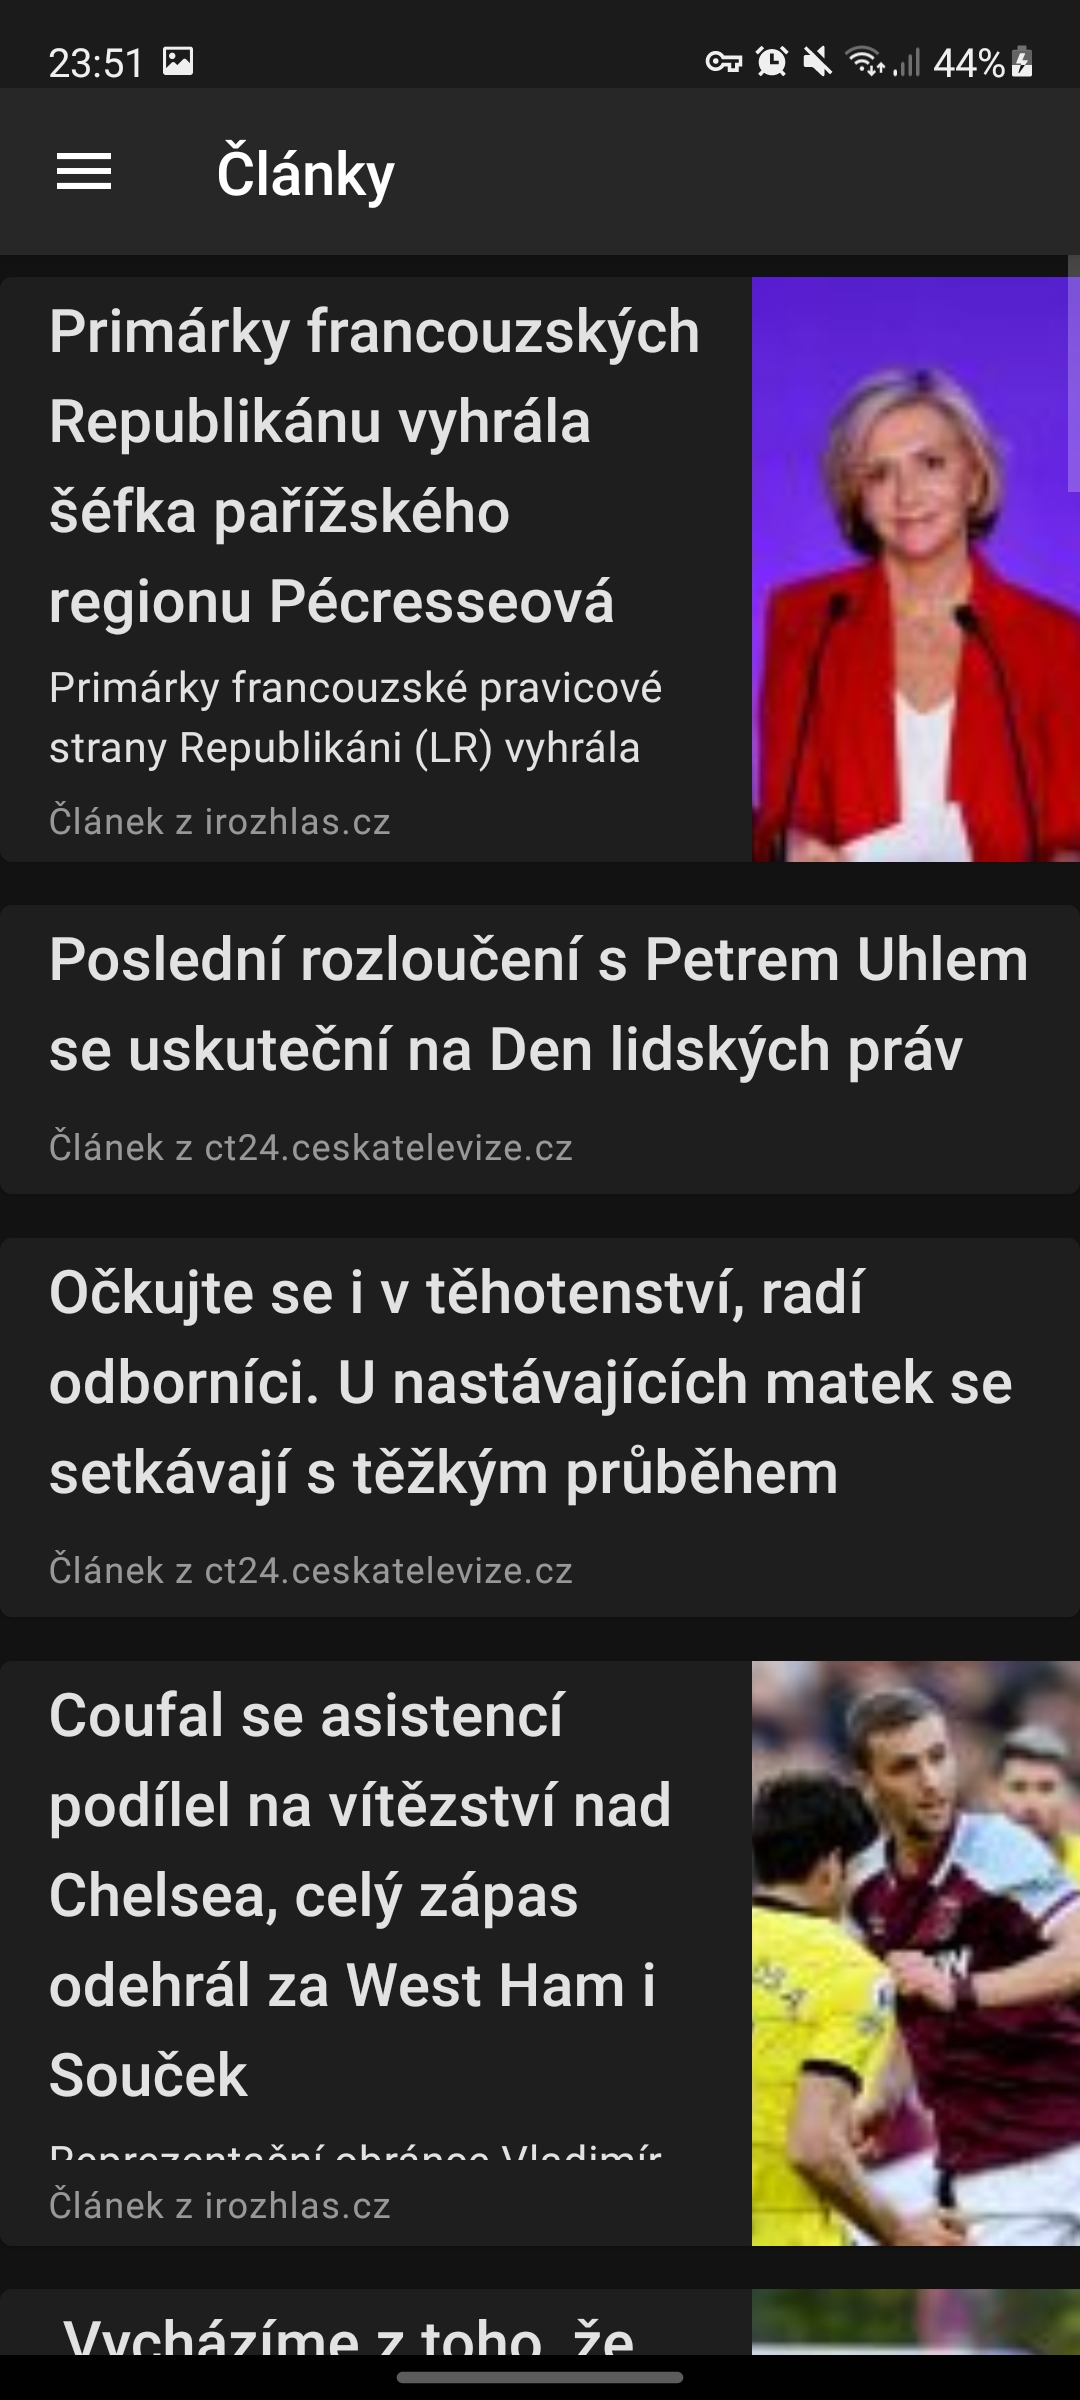 23:51
44%
Články
Primárky francouzských
Republikánu vyhrála
šéfka pařížského
regionu Pécresseová
Primárky francouzské pravicové
strany Republikáni (LR) vyhrála
Článek z irozhlas.cz
Poslední rozloučení s Petrem Uhlem
se uskuteční na Den lidských práv
Článek z ct24.ceskatelevize.cz
Očkujte se i v těhotenství, radí
odborníci. U nastávajících matek se
setkávají s těžkým průběhem
Článek z ct24.ceskatelevize.cz
Coufal se asistencí
podílel na vítězství nad
Chelsea, celý zápas
odehrál za West Ham i
Souček
Reprezentační obránce Vladimír
Článek z irozhlas.cz
Vycházíme z toho, že